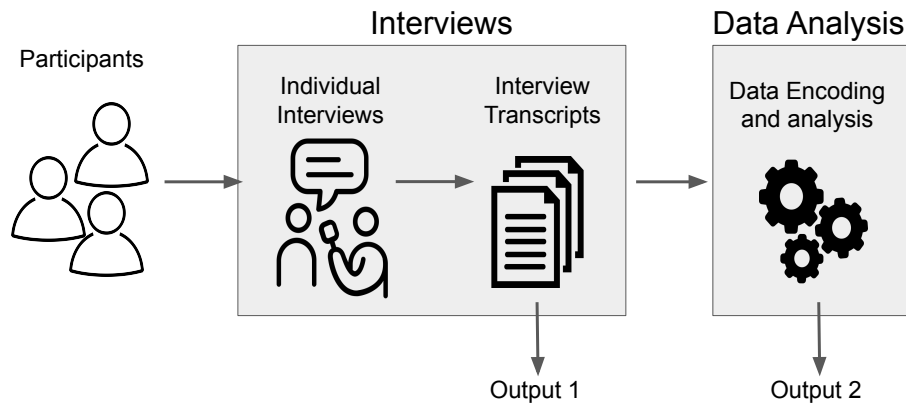 Interviews
Data Analysis
Participants
Individual
Interviews
Interview
Transcripts
Data Encoding
and analysis
Output 1
Output 2